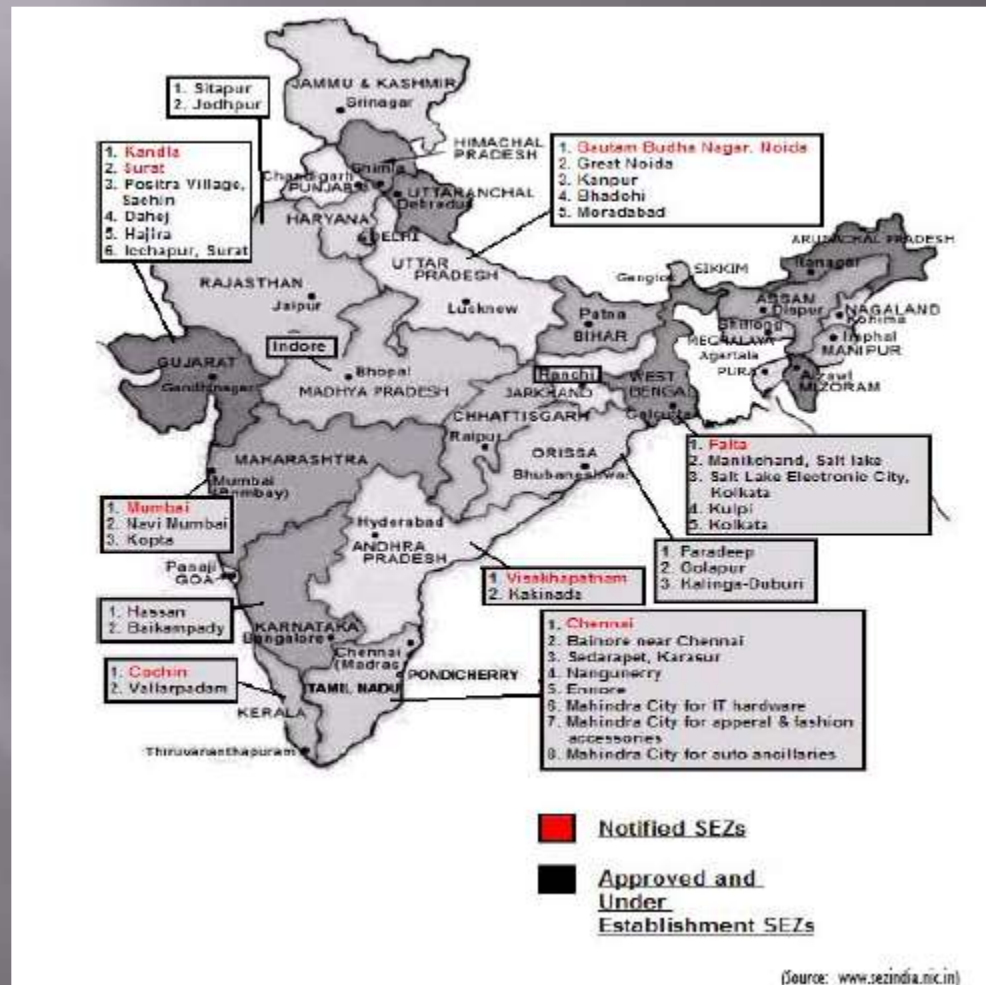 JAMMU & KASHMIR
Srinagar
1. Sitapur
2. Jodhpur
HIMACHAL
PRADESH
Shimla
Chandigarh
PUNJAB
UTTARANCHAL
Dehradun
HARYANA
DELHI
1. Kandla
2. Surat
3. Positra Village,
Sachin
4. Dahej
5. Hajira
6. Icchapur, Surat
1. Gautam Budha Nagar, Noida
2. Great Noida
3. Kanpur
4. Bhadohi
5. Moradabad
RAJASTHAN
Jaipur
UTTAR
PRADESH
Lucknow
SIKKIM
ARUNACHAL PRADESH
ASSAM
Dispur
NAGALAND
Kohima
Shillong
MEGHALAYA
Imphal
MANIPUR
Agartala
PURA
Aizawl
MIZORAM
Patna
BIHAR
GUJARAT
Gandhinagar
Indore
Bhopal
MADHYA PRADESH
Ranchi
JARKHAND
WEST
BENGAL
Calcutta
CHHATTISGARH
Raipur
ORISSA
Bhubaneshwar
MAHARASHTRA
Mumbai
(Bombay)
1. Mumbai
2. Navi Mumbai
3. Kopta
1. Falta
2. Manikchand, Salt lake
3. Salt Lake Electronic City,
Kolkata
4. Kulpi
5. Kolkata
Hyderabad
ANDHRA
PRADESH
1. Visakhapatnam
2. Kakinada
1. Paradeep
2. Golapur
3. Kalinga-Duburi
Panaji
GOA
1. Hassan
2. Baikampady
KARNATAKA
Bangalore
Chennai
(Madras)
PONDICHERRY
TAMIL NADU
1. Cochin
2. Vallarpadam
KERALA
Thiruvananthapuram
1. Chennai
2. Bainore near Chennai
3. Sedarapet, Karasur
4. Nangunerry
5. Ennore
6. Mahindra City for IT hardware
7. Mahindra City for apperal & fashion
accessories
8. Mahindra City for auto ancillaries
Notified SEZs
Approved and
Under
Establishment SEZs
(Source: www.sezindia.nic.in)